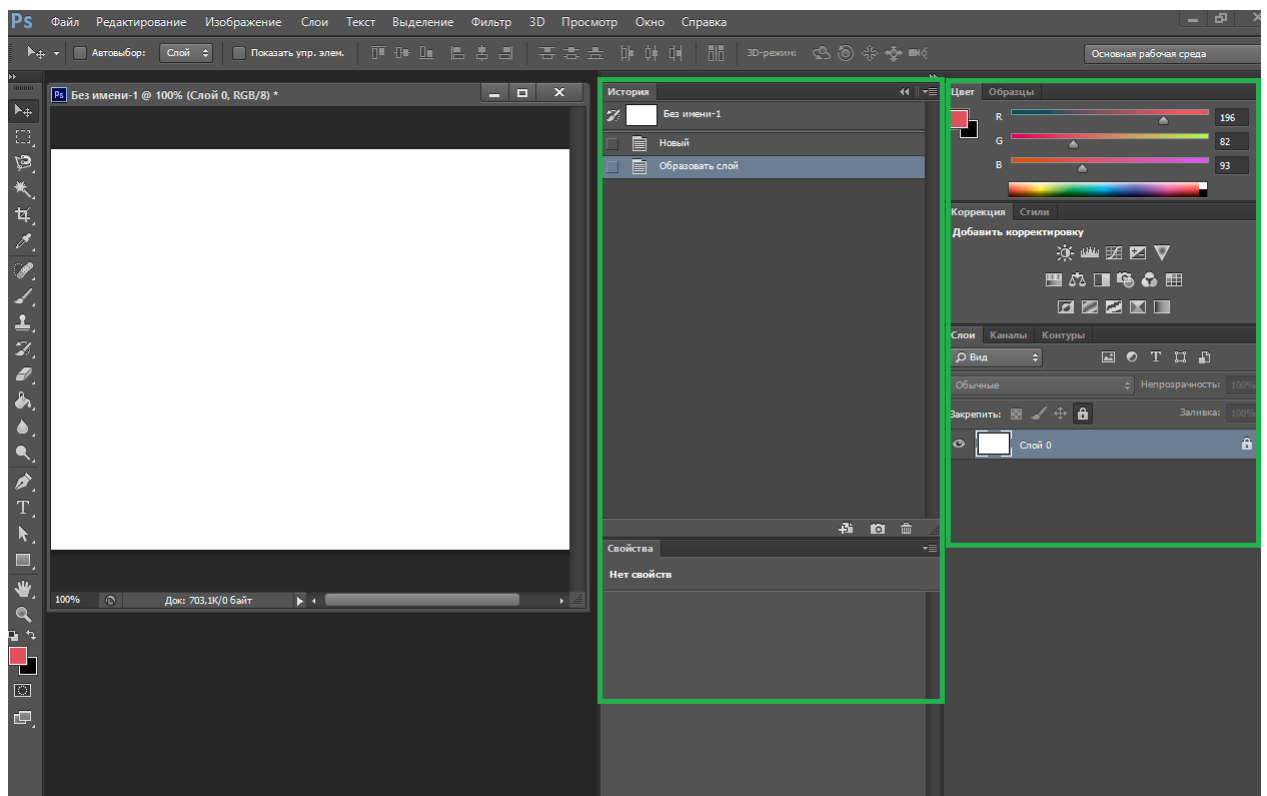 Ps Файл Редактирование Изображение Слои Текст Выделение Фильтр 3D Просмотр Окно Справка
Автовыбор: Слой Показать упр. элем. 3D-режим: Основная рабочая среда
Ps Без имени-1 @ 100% (Слой 0, RGB/8) *
История
Без имени-1
Новый
Образовать слой
Свойства
Нет свойств
100% Док: 703,1K/0 байт
Цвет Образцы
R 196
G 82
B 93
Коррекция Стили
Добавить корректировку
Слои Каналы Контуры
Вид
T
Обычные Непрозрачность: 100%
Закрепить: Заливка: 100%
Слой 0
T